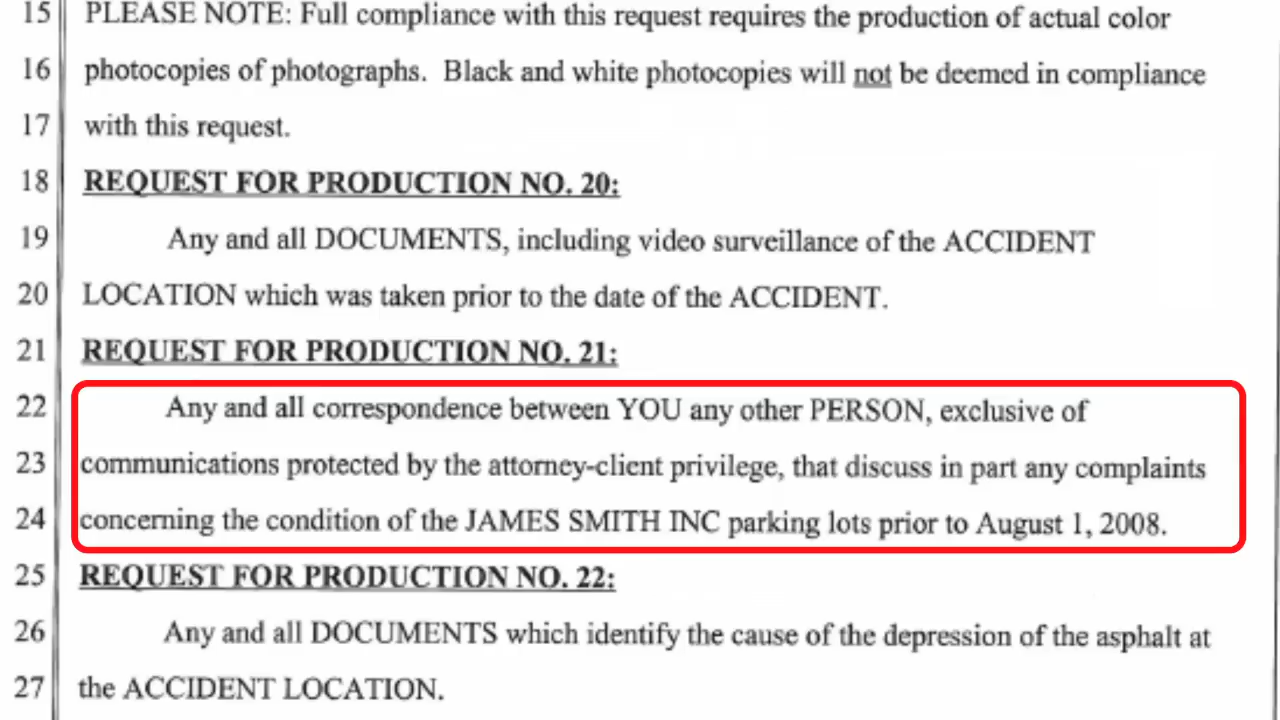 15 PLEASE NOTE: Full compliance with this request requires the production of actual color
16 photocopies of photographs. Black and white photocopies will not be deemed in compliance
17 with this request.
18 REQUEST FOR PRODUCTION NO. 20:
19 Any and all DOCUMENTS, including video surveillance of the ACCIDENT
20 LOCATION which was taken prior to the date of the ACCIDENT.
21 REQUEST FOR PRODUCTION NO. 21:
22 Any and all correspondence between YOU any other PERSON, exclusive of
23 communications protected by the attorney-client privilege, that discuss in part any complaints
24 concerning the condition of the JAMES SMITH INC parking lots prior to August 1, 2008.
25 REQUEST FOR PRODUCTION NO. 22:
26 Any and all DOCUMENTS which identify the cause of the depression of the asphalt at
27 the ACCIDENT LOCATION.